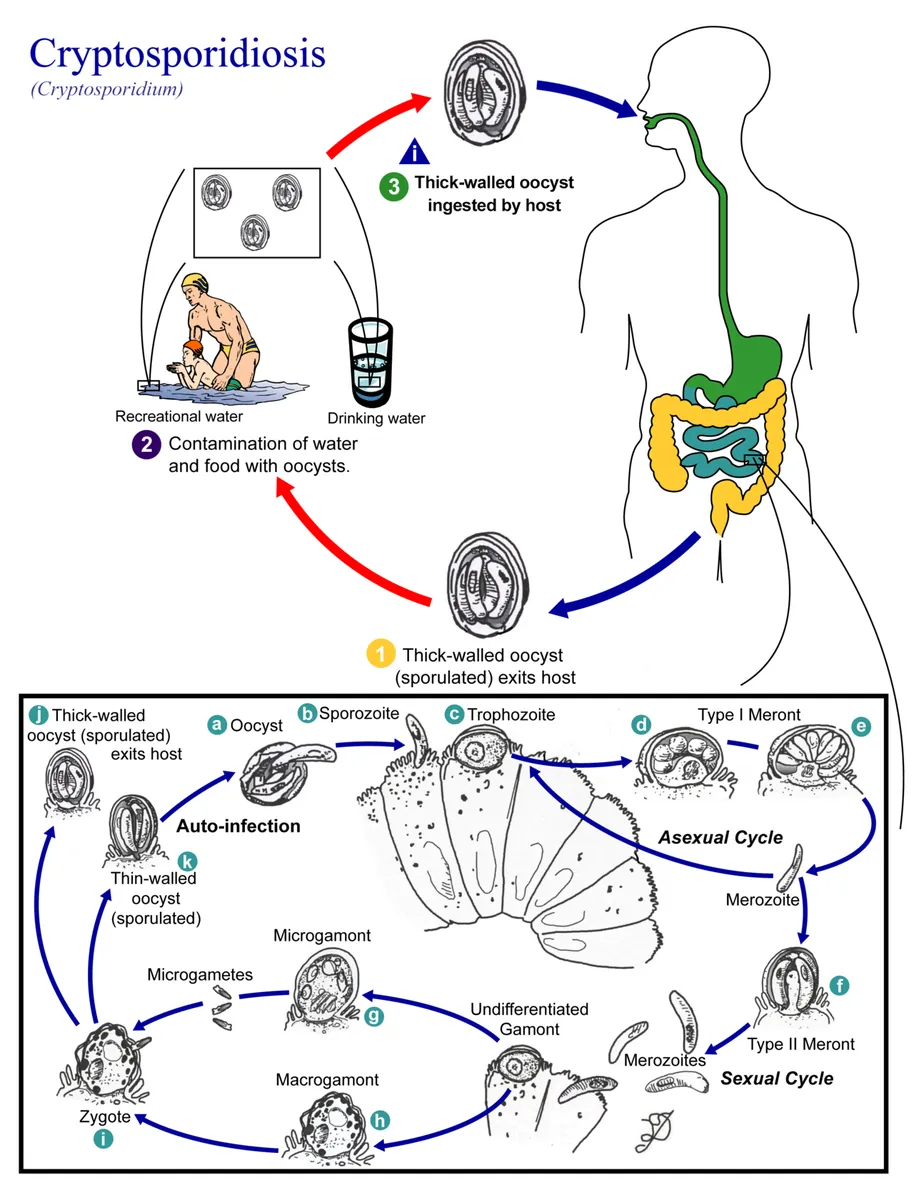 Cryptosporidiosis
(Cryptosporidium)
i
3 Thick-walled oocyst
ingested by host
Recreational water
Drinking water
2 Contamination of water
and food with oocysts.
1 Thick-walled oocyst
(sporulated) exits host
j Thick-walled
oocyst (sporulated)
exits host
a Oocyst
b Sporozoite
c Trophozoite
d
Type I Meront
e
Auto-infection
k
Thin-walled
oocyst
(sporulated)
Asexual Cycle
Merozoite
Microgamont
Microgametes
g
Undifferentiated
Gamont
f
Type II Meront
Merozoites
Sexual Cycle
Macrogamont
h
Zygote
i